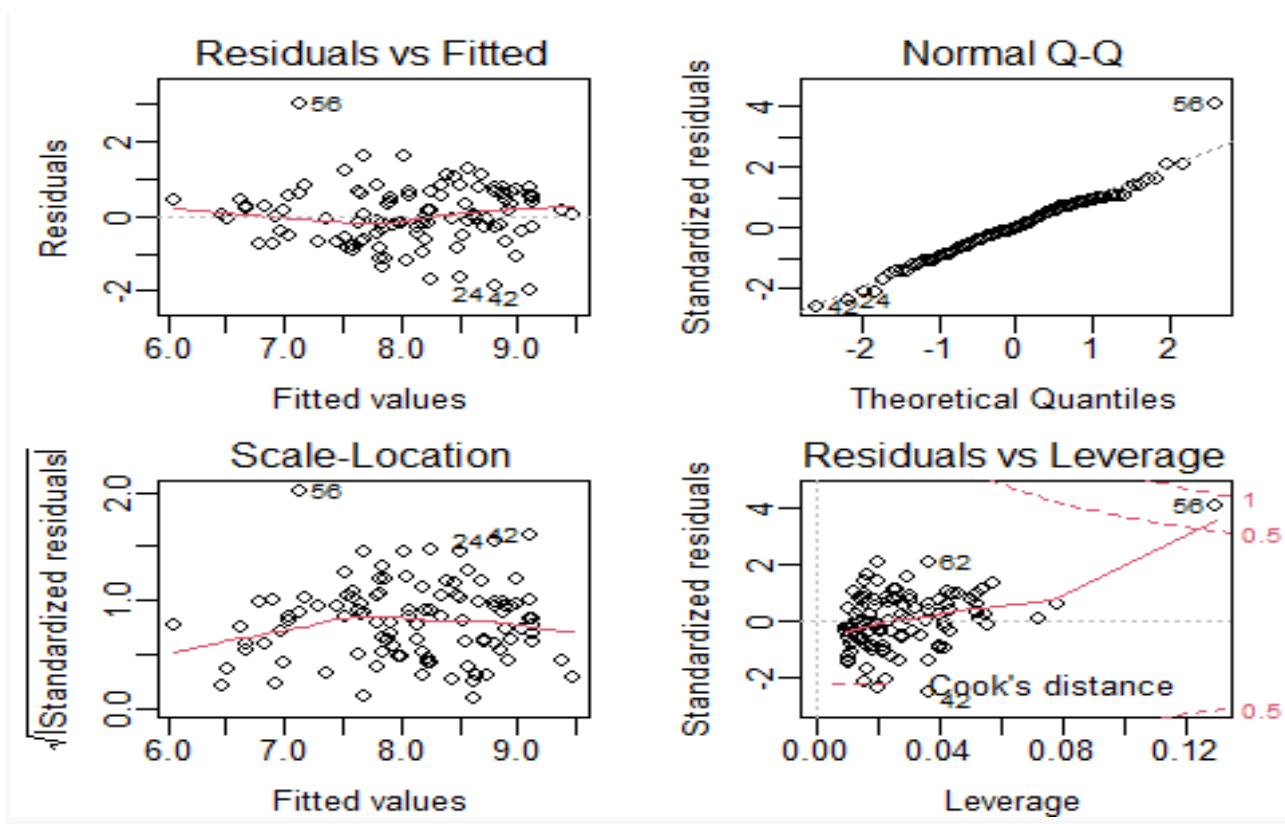 Residuals vs Fitted
Residuals
-2 0 2
56
24 42
6.0 7.0 8.0 9.0
Fitted values
Normal Q-Q
Standardized residuals
-2 0 2 4
56
42 24
-2 -1 0 1 2
Theoretical Quantiles
Scale-Location
√|Standardized residuals|
0.0 1.0 2.0
56
24 42
6.0 7.0 8.0 9.0
Fitted values
Residuals vs Leverage
Standardized residuals
-2 0 2 4
56
62
42
Cook's distance
1
0.5
0.5
0.00 0.04 0.08 0.12
Leverage